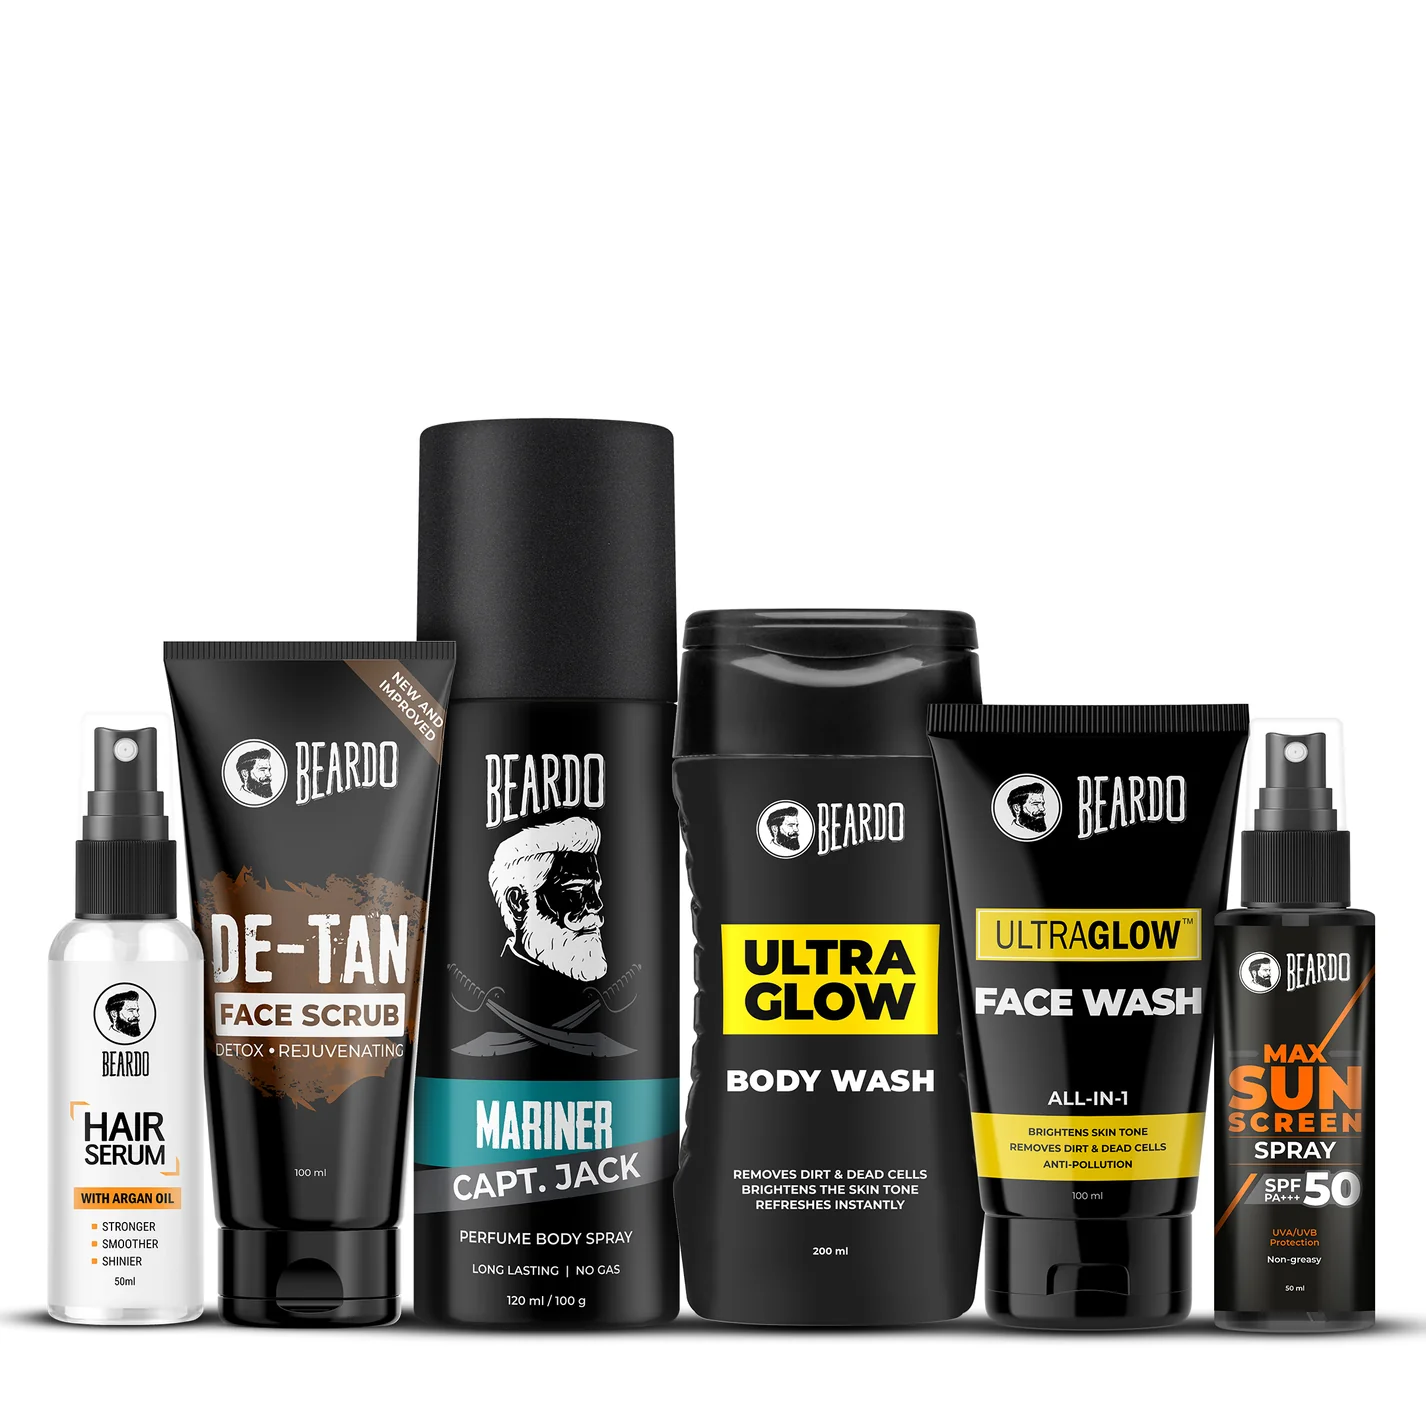 BEARDO
HAIR
SERUM
WITH ARGAN OIL
STRONGER
SMOOTHER
SHINIER
50ml
NEW AND
IMPROVED
BEARDO
DE-TAN
FACE SCRUB
DETOX • REJUVENATING
100 ml
BEARDO
MARINER
CAPT. JACK
PERFUME BODY SPRAY
LONG LASTING | NO GAS
120 ml / 100 g
BEARDO
ULTRA
GLOW
BODY WASH
REMOVES DIRT & DEAD CELLS
BRIGHTENS THE SKIN TONE
REFRESHES INSTANTLY
200 ml
BEARDO
ULTRAGLOW™
FACE WASH
ALL-IN-1
BRIGHTENS SKIN TONE
REMOVES DIRT & DEAD CELLS
ANTI-POLLUTION
100 ml
BEARDO
MAX
SUN
SCREEN
SPRAY
SPF 50
PA+++
UVA/UVB
Protection
Non-greasy
50 ml